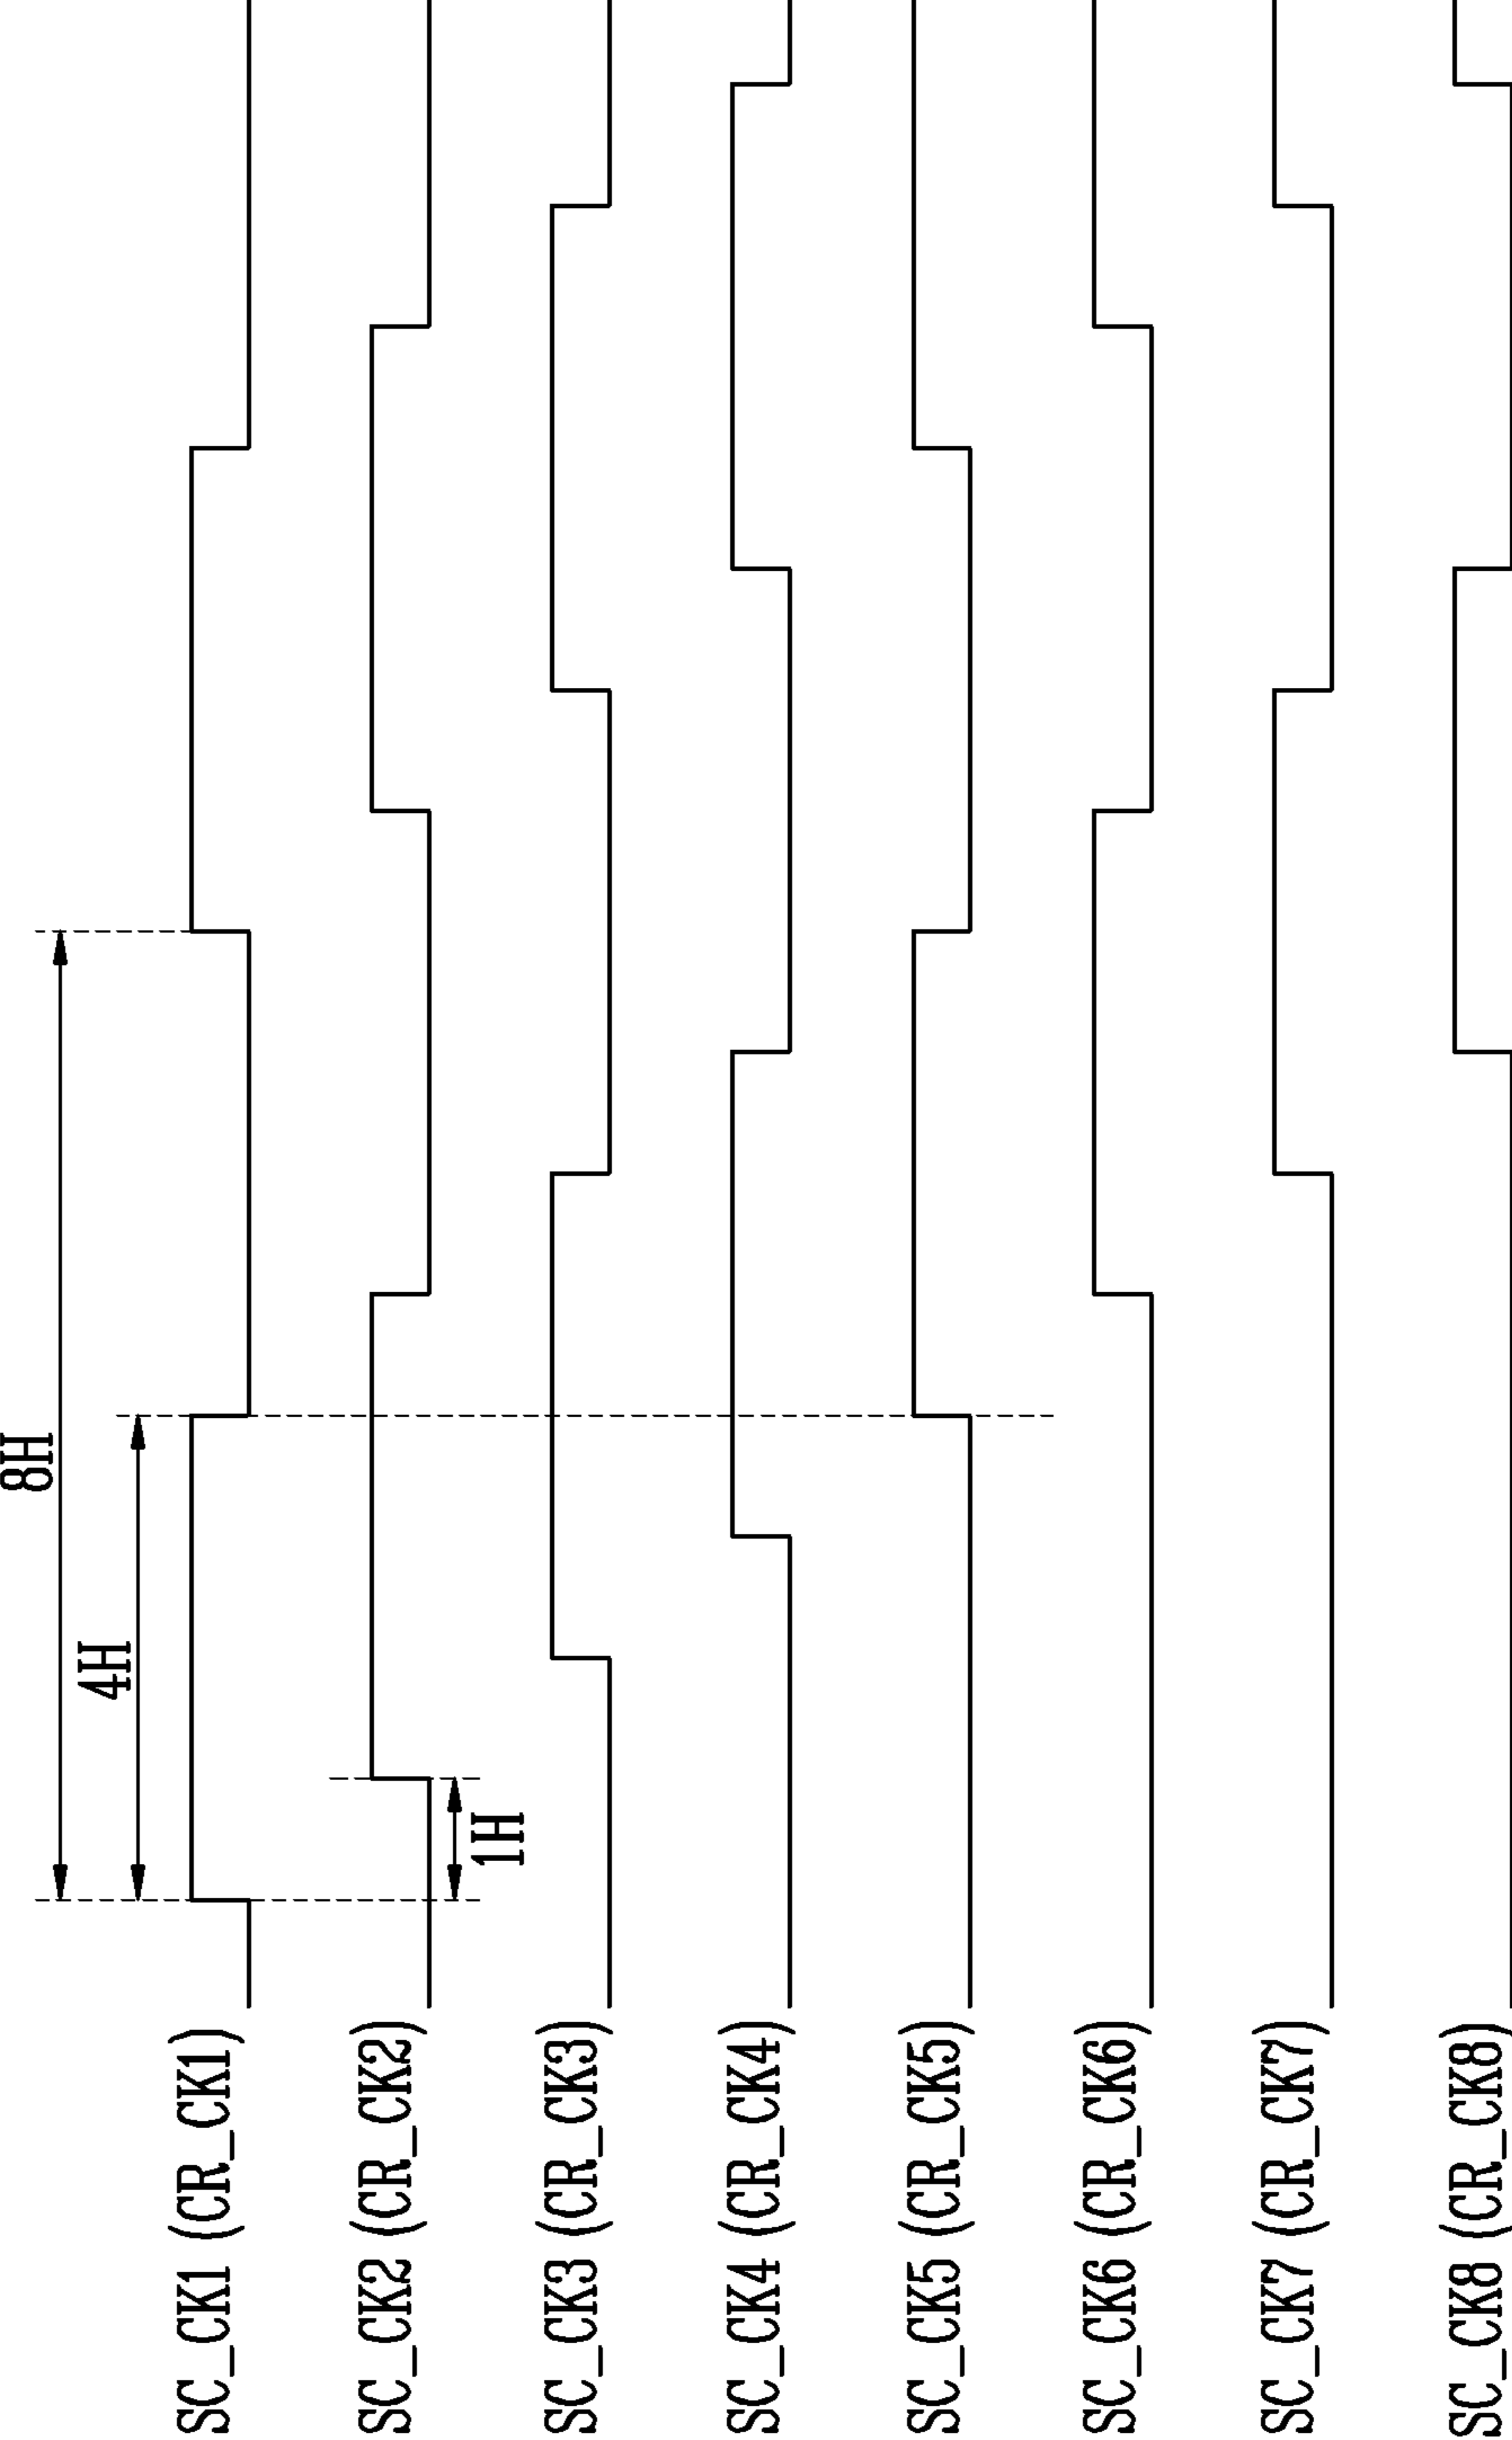 8H
4H
SC_CK1 (CR_CK1)
1H
SC_CK2 (CR_CK2)
SC_CK3 (CR_CK3)
SC_CK4 (CR_CK4)
SC_CK5 (CR_CK5)
SC_CK6 (CR_CK6)
SC_CK7 (CR_CK7)
SC_CK8 (CR_CK8)